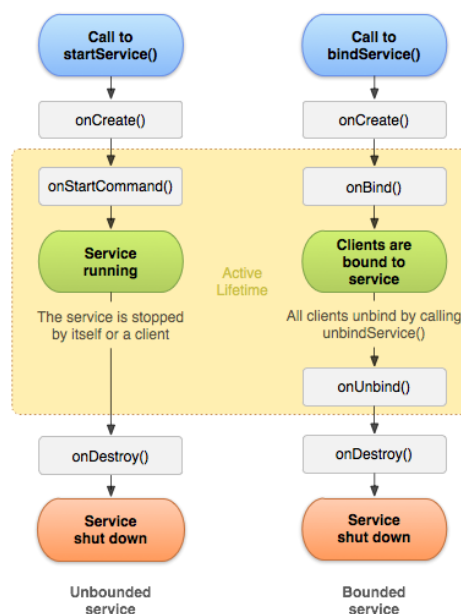 Call to
startService()
onCreate()
onStartCommand()
Service
running
The service is stopped
by itself or a client
onDestroy()
Service
shut down
Unbounded
service
Active
Lifetime
Call to
bindService()
onCreate()
onBind()
Clients are
bound to
service
All clients unbind by calling
unbindService()
onUnbind()
onDestroy()
Service
shut down
Bounded
service